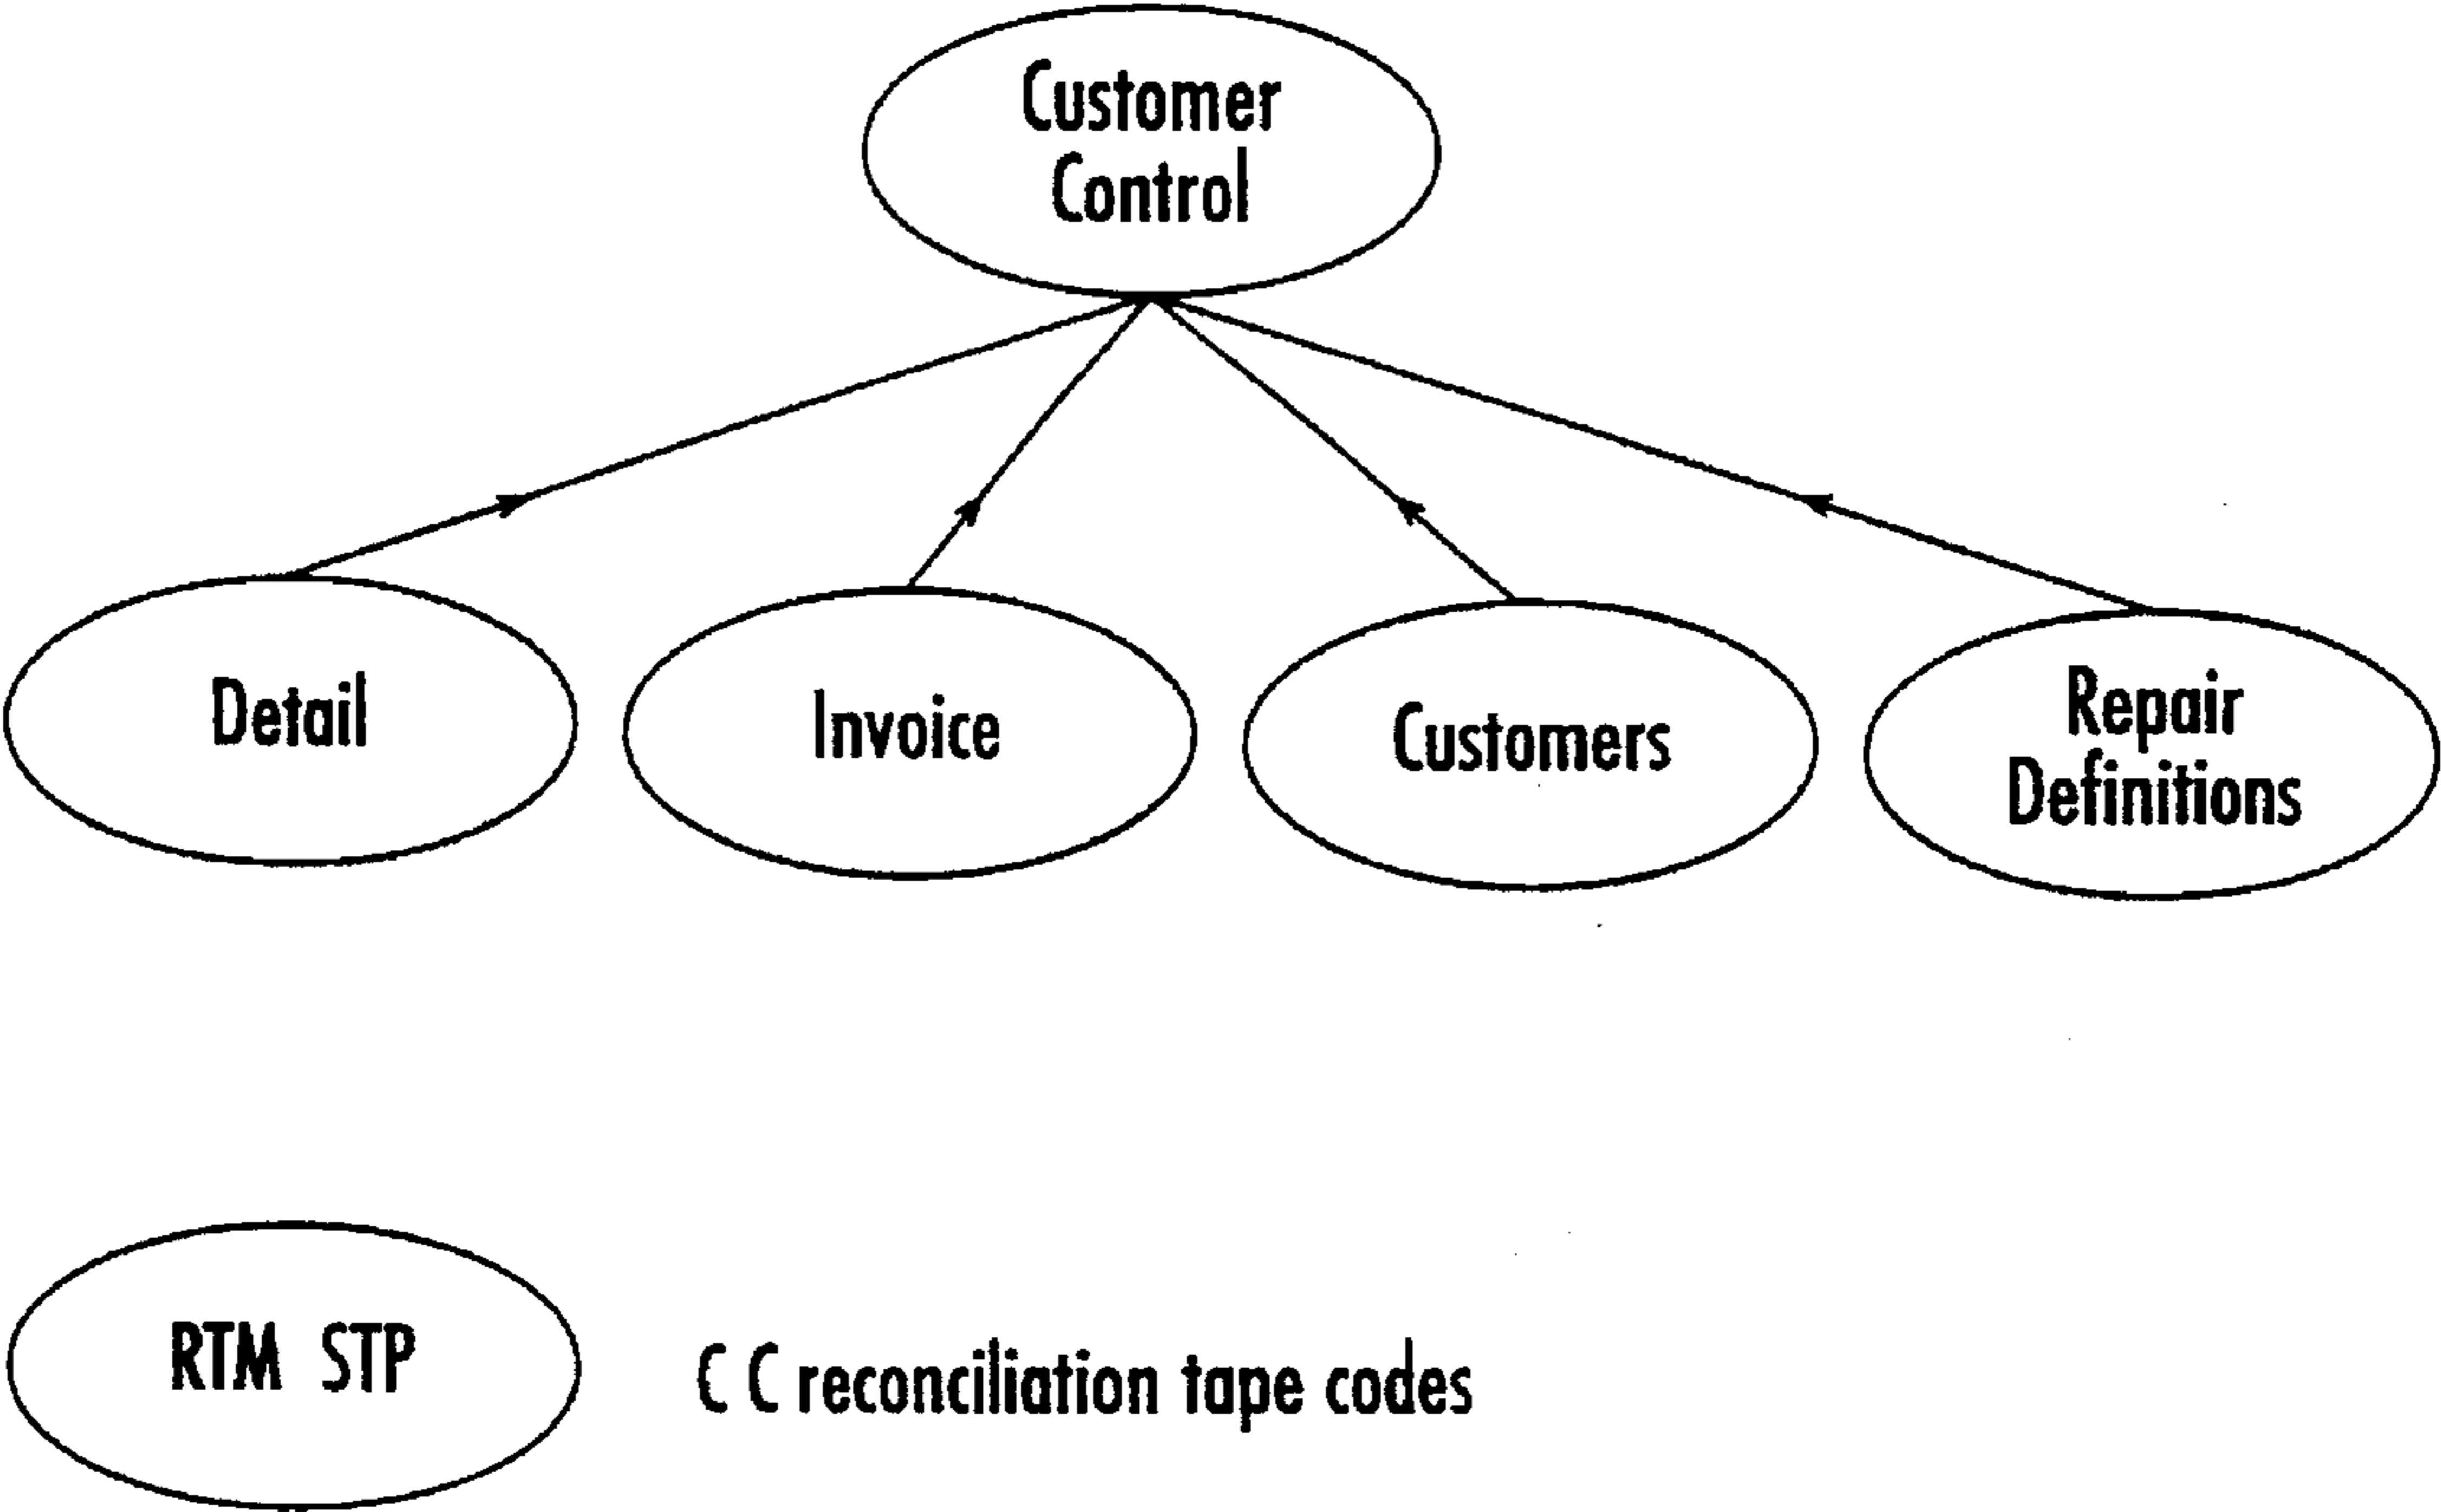 Customer
Control
Detail
Invoice
Customers
Repair
Definitions
RTM STP
C C reconciliation tape codes